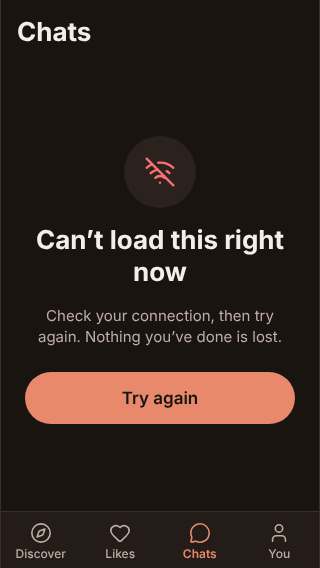 Chats
Can’t load this right
now
Check your connection, then try
again. Nothing you’ve done is lost.
Try again
Discover
Likes
Chats
You